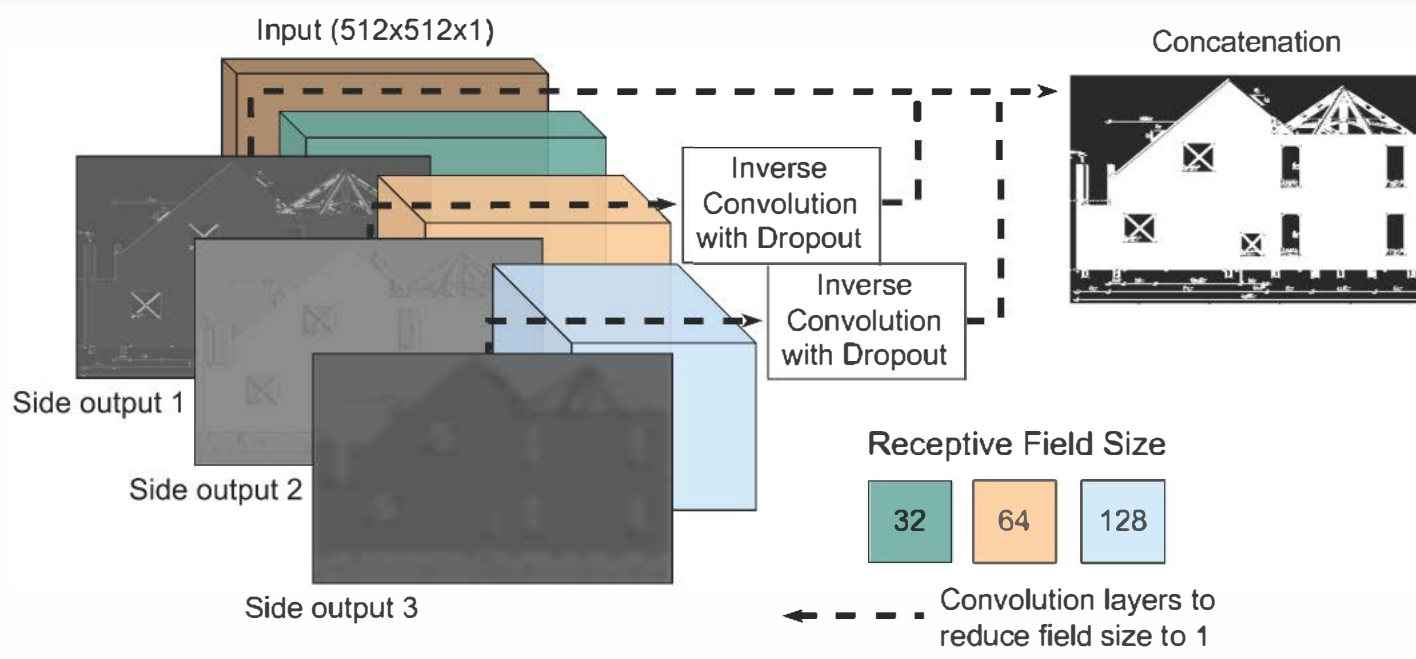 Input (512x512x1)
Concatenation
Inverse
Convolution
with Dropout
Inverse
Convolution
with Dropout
Side output 1
Side output 2
Side output 3
Receptive Field Size
32
64
128
Convolution layers to
reduce field size to 1